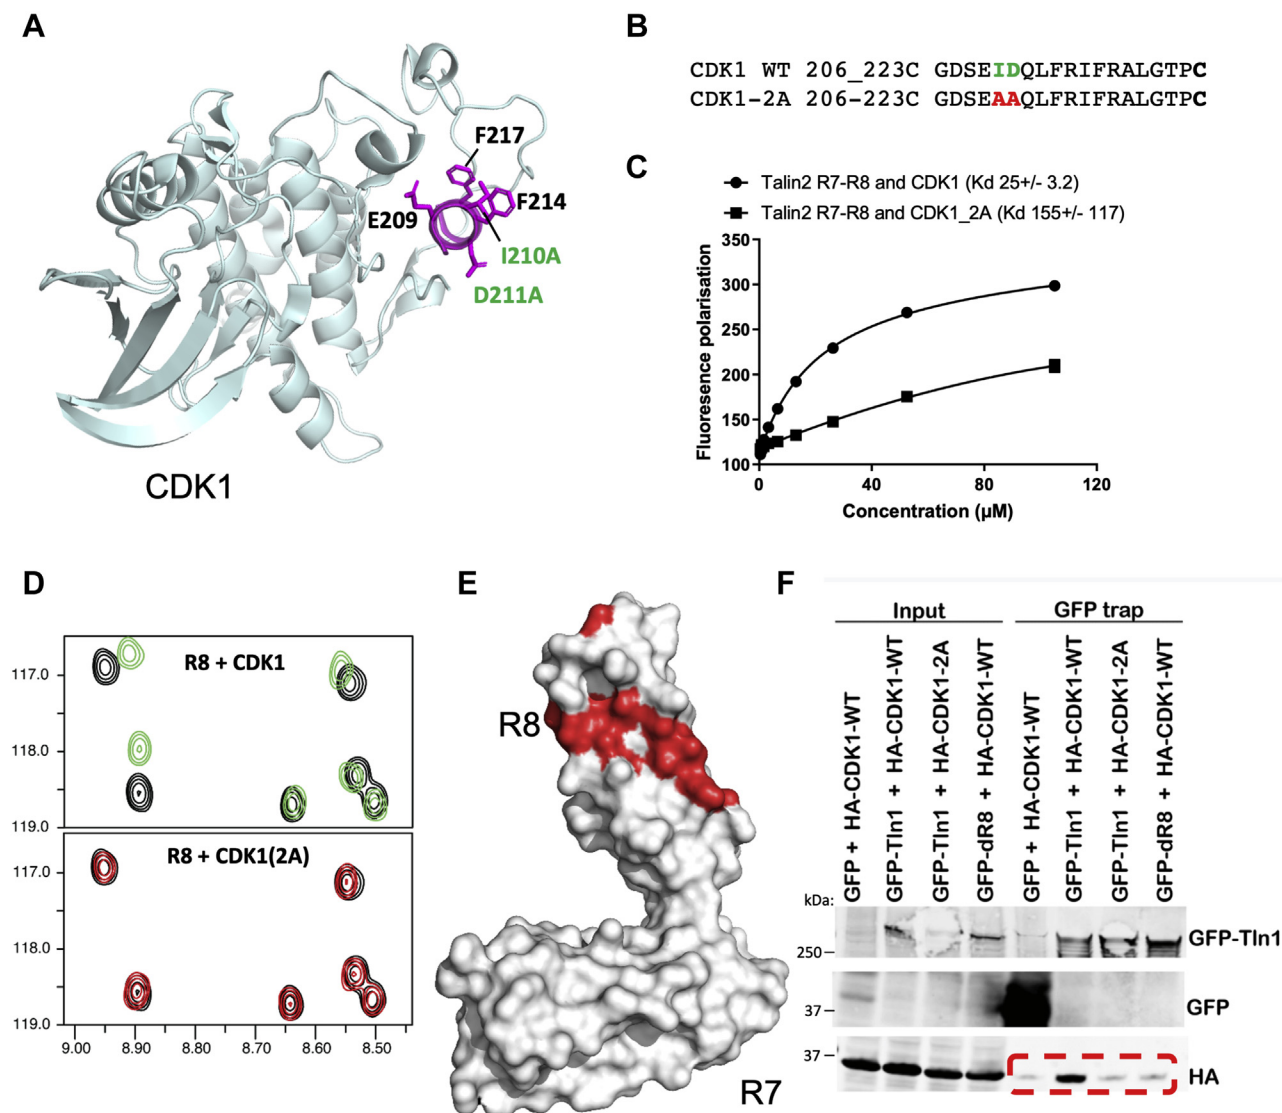 A
F217
E209
F214
I210A
D211A
CDK1
B
CDK1 WT 206_223C GDSEIDQLFRIFRALGTPC
CDK1-2A 206-223C GDSEAAQLFRIFRALGTPC
C
Talin2 R7-R8 and CDK1 (Kd 25+/- 3.2)
Talin2 R7-R8 and CDK1_2A (Kd 155+/- 117)
Fluoresence polarisation
350
300
250
200
150
100
0
40
80
120
Concentration (µM)
D
R8 + CDK1
117.0
118.0
119.0
R8 + CDK1(2A)
117.0
118.0
119.0
9.00
8.90
8.80
8.70
8.60
8.50
E
R8
R7
F
Input
GFP trap
GFP + HA-CDK1-WT
GFP-Tln1 + HA-CDK1-WT
GFP-Tln1 + HA-CDK1-2A
GFP-dR8 + HA-CDK1-WT
GFP + HA-CDK1-WT
GFP-Tln1 + HA-CDK1-WT
GFP-Tln1 + HA-CDK1-2A
GFP-dR8 + HA-CDK1-WT
kDa:
250
GFP-Tln1
37
GFP
37
HA